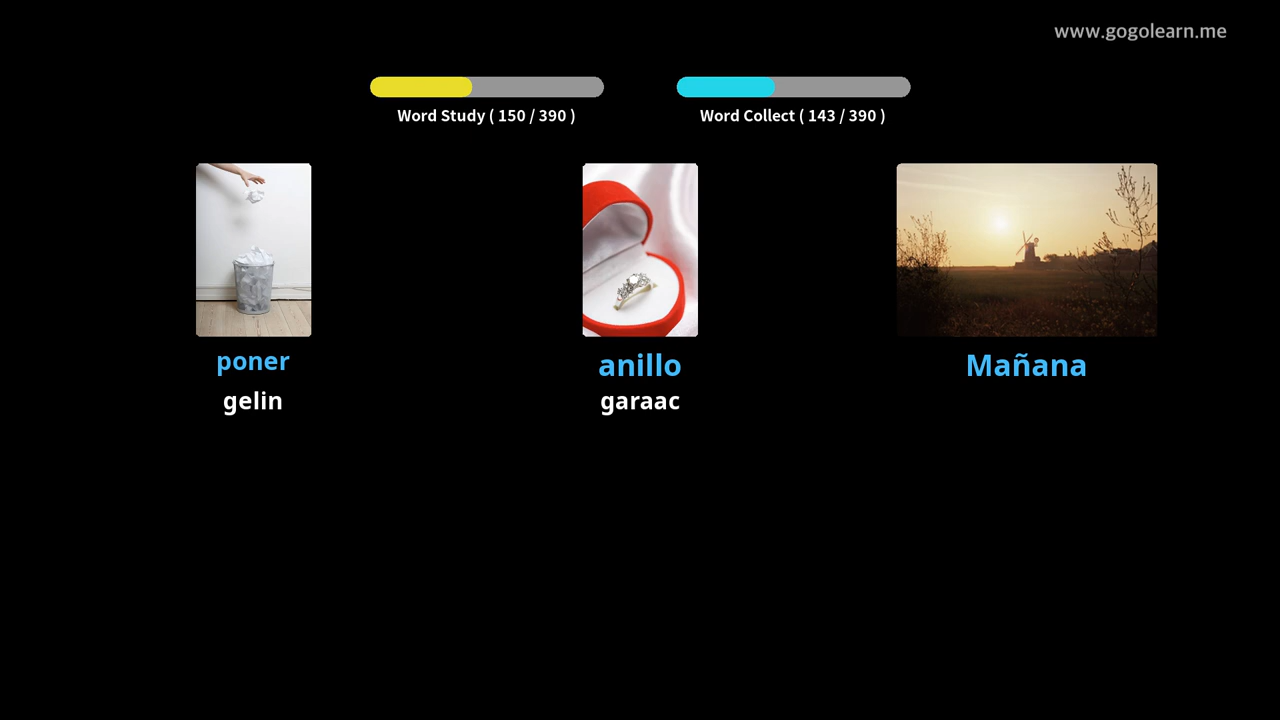 www.gogolearn.me
Word Study ( 150 / 390 )
Word Collect ( 143 / 390 )
poner
gelin
anillo
garaac
Mañana